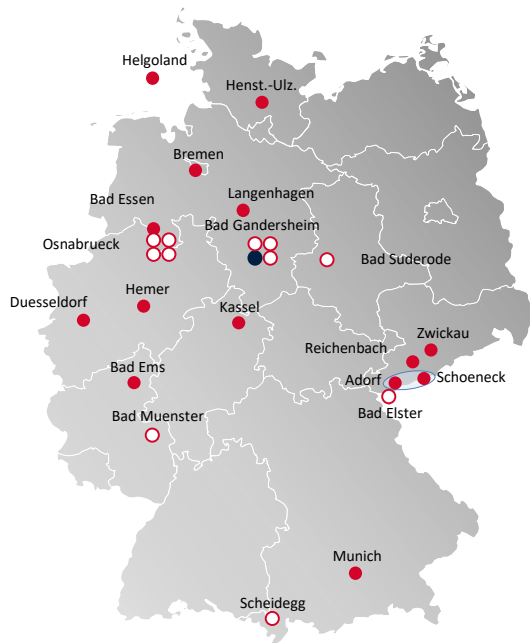 Helgoland
Henst.-Ulz.
Bremen
Bad Essen
Langenhagen
Bad Gandersheim
Osnabrueck
Bad Suderode
Hemer
Duesseldorf
Kassel
Zwickau
Reichenbach
Bad Ems
Adorf
Schoeneck
Bad Muenster
Bad Elster
Munich
Scheidegg